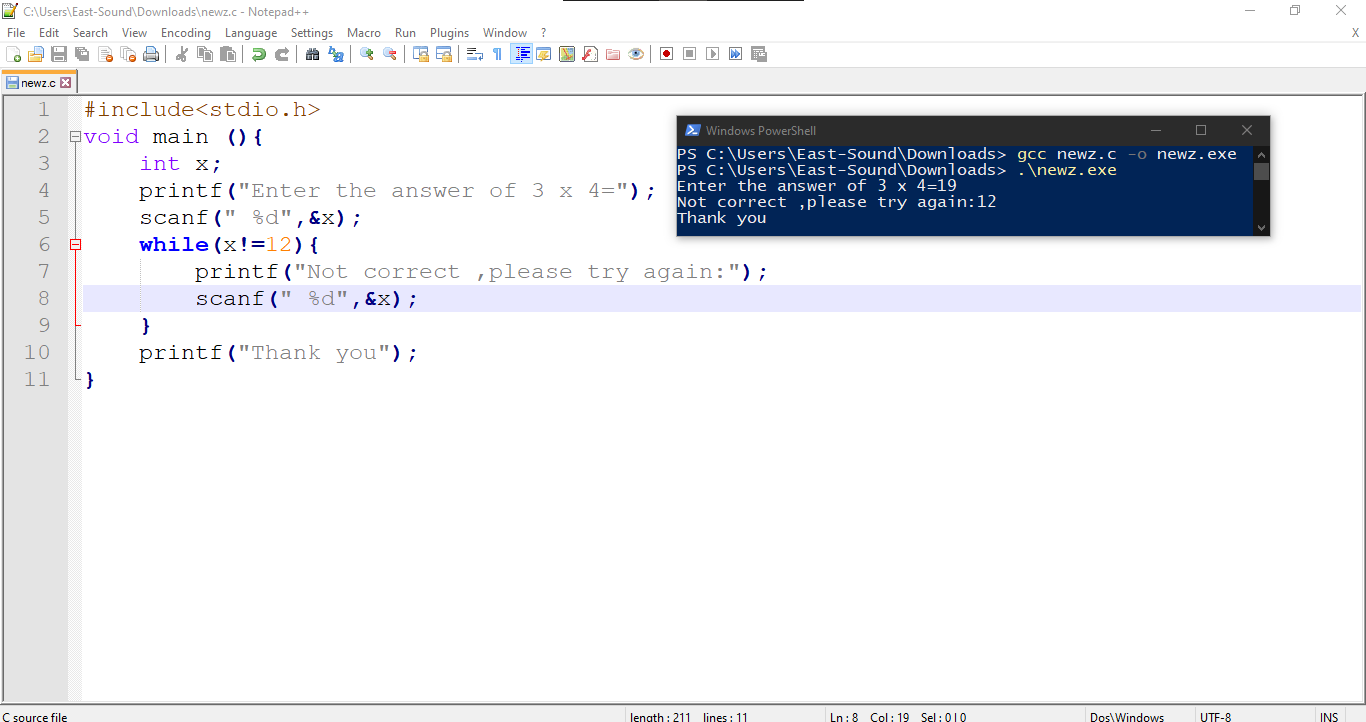 C:\Users\East-Sound\Downloads\newz.c - Notepad++
File Edit Search View Encoding Language Settings Macro Run Plugins Window ? X
newz.c
1 #include<stdio.h>
2 void main (){
3 int x;
4 printf("Enter the answer of 3 x 4=");
5 scanf(" %d",&x);
6 while(x!=12){
7 printf("Not correct ,please try again:");
8 scanf(" %d",&x);
9 }
10 printf("Thank you");
11 }
Windows PowerShell
PS C:\Users\East-Sound\Downloads> gcc newz.c -o newz.exe
PS C:\Users\East-Sound\Downloads> .\newz.exe
Enter the answer of 3 x 4=19
Not correct ,please try again:12
Thank you
C source file length : 211 lines : 11 Ln : 8 Col : 19 Sel : 0 | 0 Dos\Windows UTF-8 INS